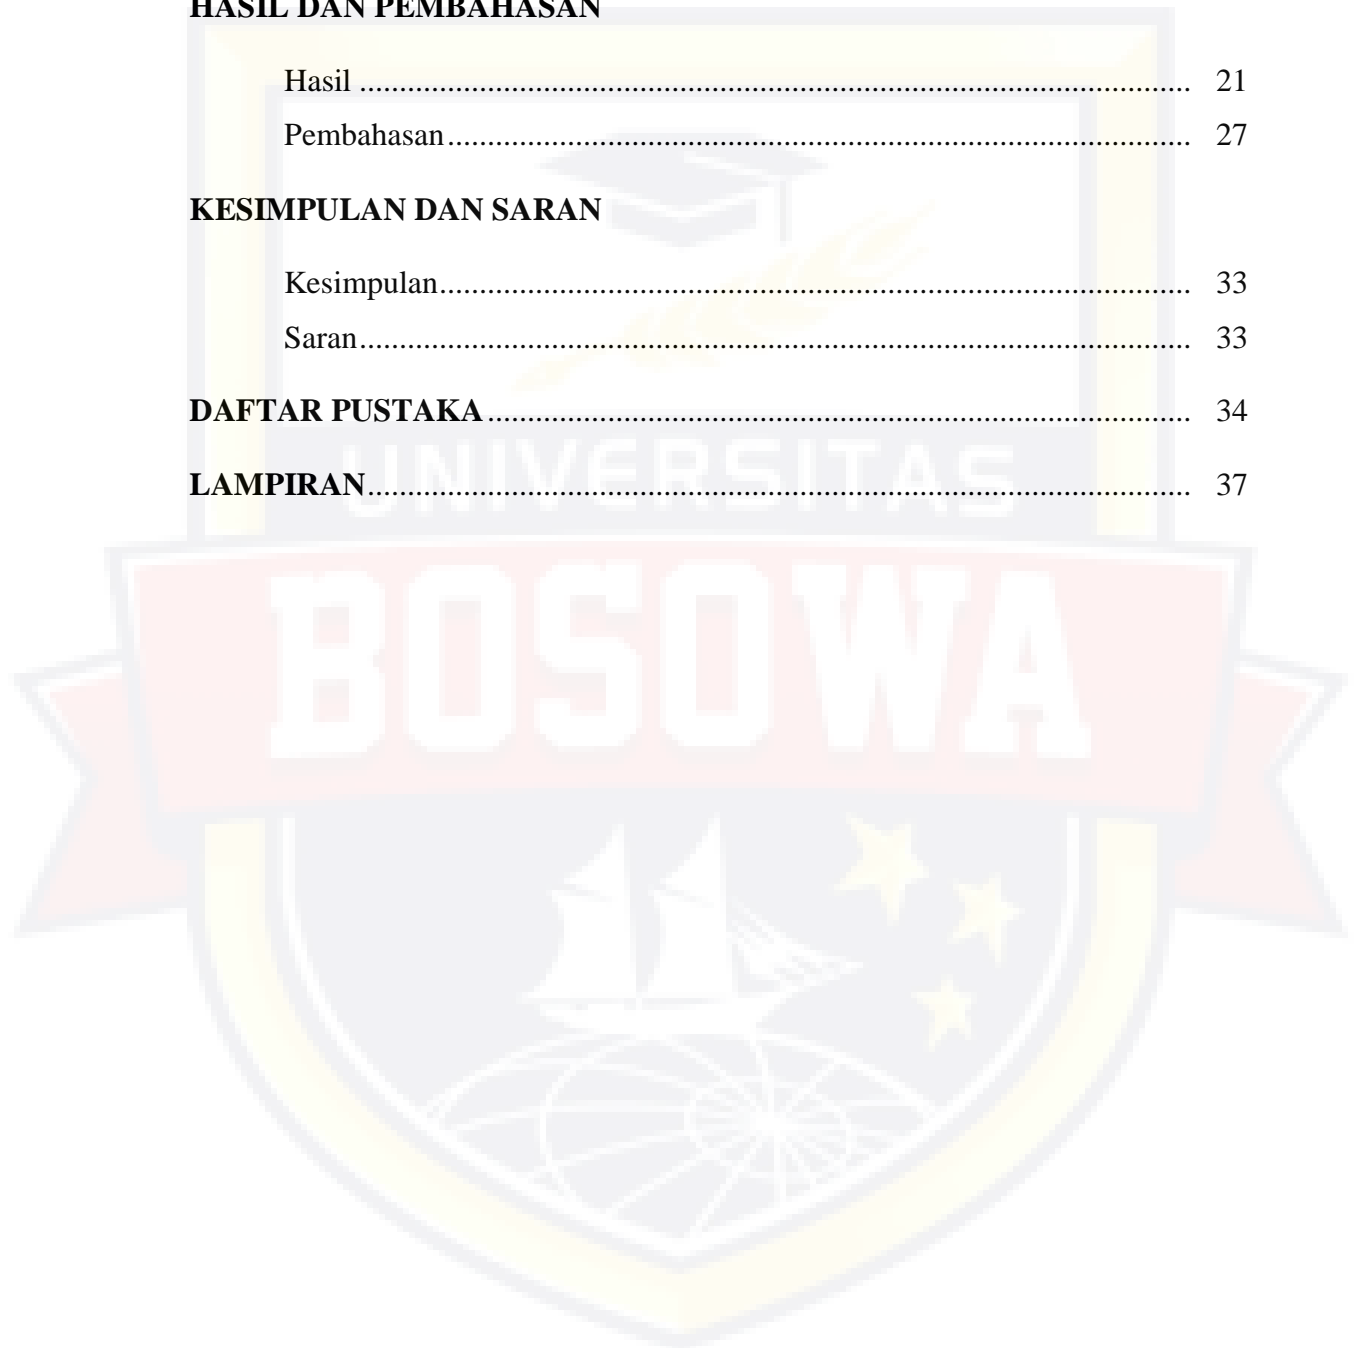 HASIL DAN PEMBAHASAN
Hasil ........................................................................................................ 21
Pembahasan............................................................................................. 27
KESIMPULAN DAN SARAN
Kesimpulan.............................................................................................. 33
Saran........................................................................................................ 33
DAFTAR PUSTAKA........................................................................................ 34
LAMPIRAN....................................................................................................... 37
UNIVERSITAS
BOSOWA